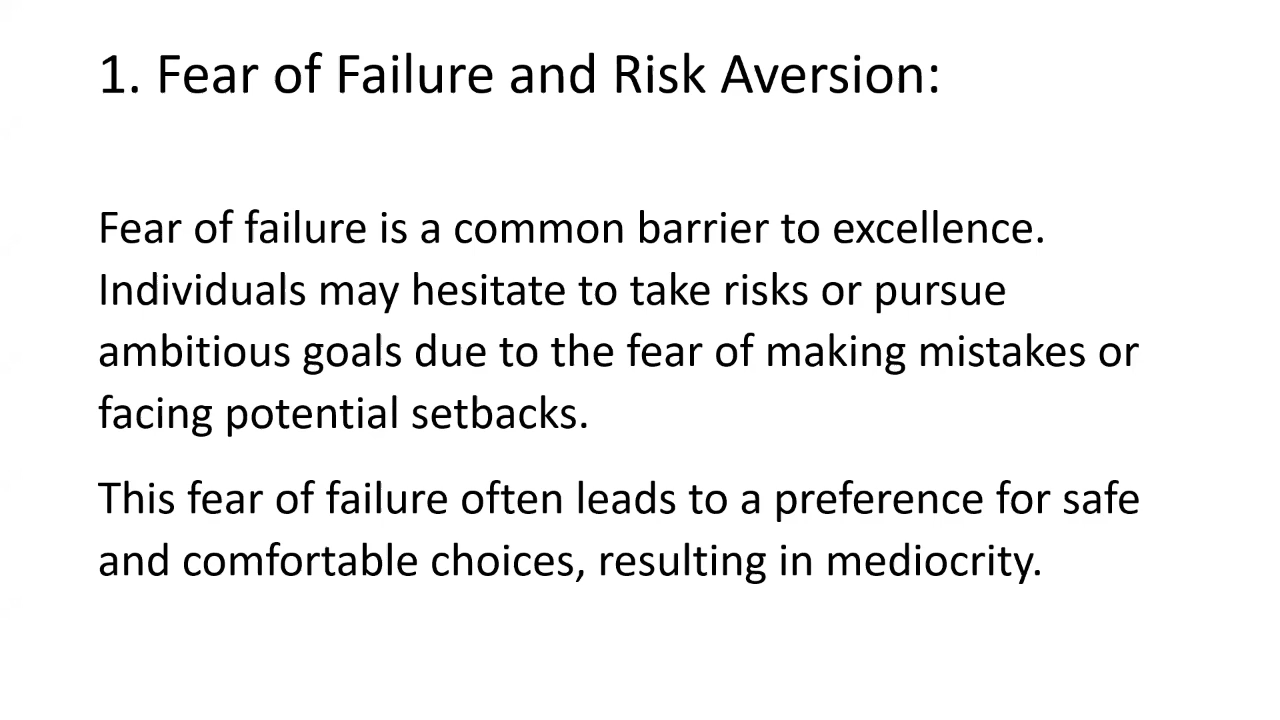 1. Fear of Failure and Risk Aversion:
Fear of failure is a common barrier to excellence.
Individuals may hesitate to take risks or pursue
ambitious goals due to the fear of making mistakes or
facing potential setbacks.
This fear of failure often leads to a preference for safe
and comfortable choices, resulting in mediocrity.